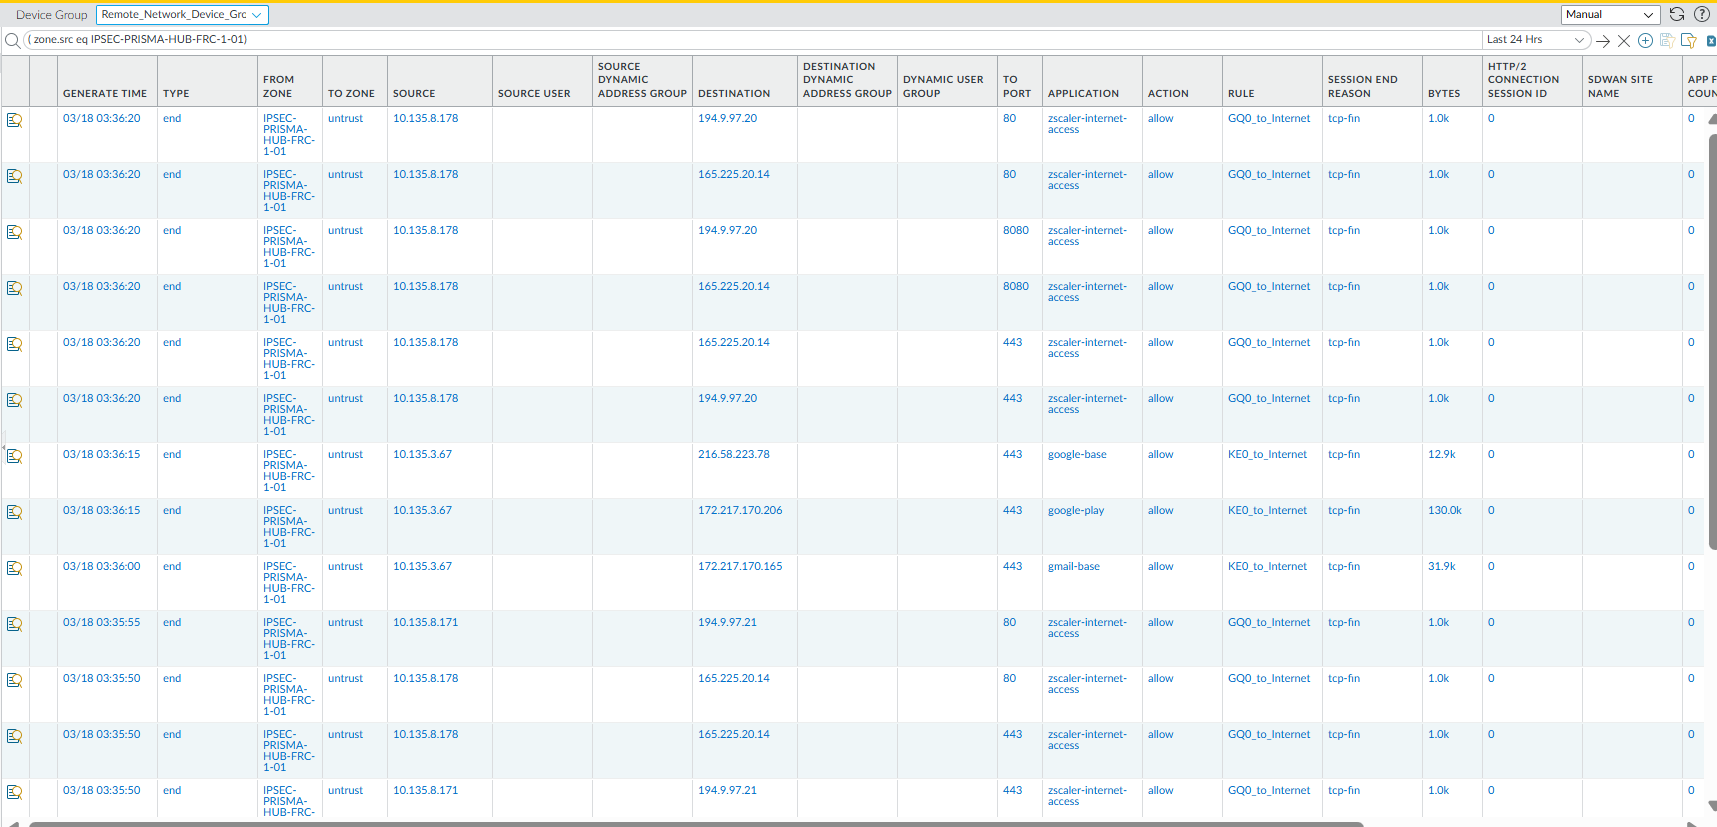 Device Group Remote_Network_Device_Grc Manual
( zone.src eq IPSEC-PRISMA-HUB-FRC-1-01) Last 24 Hrs
GENERATE TIME TYPE FROM ZONE TO ZONE SOURCE SOURCE USER SOURCE DYNAMIC ADDRESS GROUP DESTINATION DESTINATION DYNAMIC ADDRESS GROUP DYNAMIC USER GROUP TO PORT APPLICATION ACTION RULE SESSION END REASON BYTES HTTP/2 CONNECTION SESSION ID SDWAN SITE NAME APP F COUN
03/18 03:36:20 end IPSEC-PRISMA-HUB-FRC-1-01 untrust 10.135.8.178 194.9.97.20 80 zscaler-internet-access allow GQ0_to_Internet tcp-fin 1.0k 0 0
03/18 03:36:20 end IPSEC-PRISMA-HUB-FRC-1-01 untrust 10.135.8.178 165.225.20.14 80 zscaler-internet-access allow GQ0_to_Internet tcp-fin 1.0k 0 0
03/18 03:36:20 end IPSEC-PRISMA-HUB-FRC-1-01 untrust 10.135.8.178 194.9.97.20 8080 zscaler-internet-access allow GQ0_to_Internet tcp-fin 1.0k 0 0
03/18 03:36:20 end IPSEC-PRISMA-HUB-FRC-1-01 untrust 10.135.8.178 165.225.20.14 8080 zscaler-internet-access allow GQ0_to_Internet tcp-fin 1.0k 0 0
03/18 03:36:20 end IPSEC-PRISMA-HUB-FRC-1-01 untrust 10.135.8.178 165.225.20.14 443 zscaler-internet-access allow GQ0_to_Internet tcp-fin 1.0k 0 0
03/18 03:36:20 end IPSEC-PRISMA-HUB-FRC-1-01 untrust 10.135.8.178 194.9.97.20 443 zscaler-internet-access allow GQ0_to_Internet tcp-fin 1.0k 0 0
03/18 03:36:15 end IPSEC-PRISMA-HUB-FRC-1-01 untrust 10.135.3.67 216.58.223.78 443 google-base allow KE0_to_Internet tcp-fin 12.9k 0 0
03/18 03:36:15 end IPSEC-PRISMA-HUB-FRC-1-01 untrust 10.135.3.67 172.217.170.206 443 google-play allow KE0_to_Internet tcp-fin 130.0k 0 0
03/18 03:36:00 end IPSEC-PRISMA-HUB-FRC-1-01 untrust 10.135.3.67 172.217.170.165 443 gmail-base allow KE0_to_Internet tcp-fin 31.9k 0 0
03/18 03:35:55 end IPSEC-PRISMA-HUB-FRC-1-01 untrust 10.135.8.171 194.9.97.21 80 zscaler-internet-access allow GQ0_to_Internet tcp-fin 1.0k 0 0
03/18 03:35:50 end IPSEC-PRISMA-HUB-FRC-1-01 untrust 10.135.8.178 165.225.20.14 80 zscaler-internet-access allow GQ0_to_Internet tcp-fin 1.0k 0 0
03/18 03:35:50 end IPSEC-PRISMA-HUB-FRC-1-01 untrust 10.135.8.178 165.225.20.14 443 zscaler-internet-access allow GQ0_to_Internet tcp-fin 1.0k 0 0
03/18 03:35:50 end IPSEC-PRISMA-HUB-FRC- untrust 10.135.8.171 194.9.97.21 443 zscaler-internet-access allow GQ0_to_Internet tcp-fin 1.0k 0 0